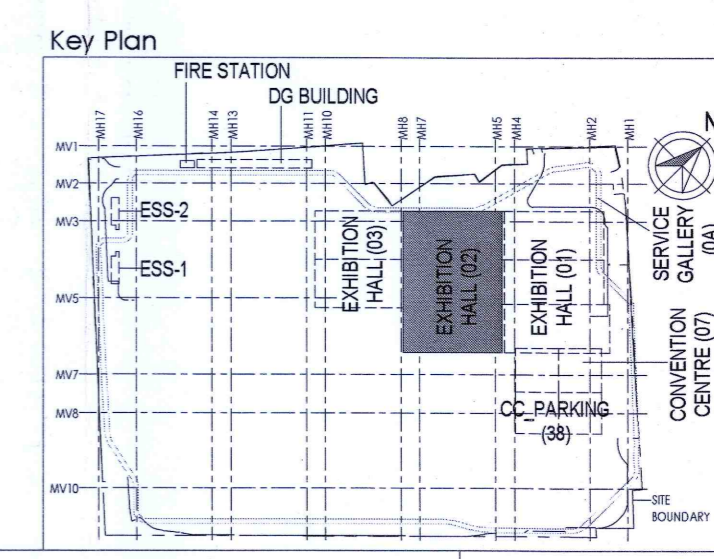 Key Plan
FIRE STATION
DG BUILDING
MH17
MH16
MH14
MH13
MH11
MH10
MH8
MH7
MH5
MH4
MH2
MH1
N
MV1
MV2
MV3
MV5
MV7
MV8
MV10
ESS-2
ESS-1
EXHIBITION
HALL (03)
EXHIBITION
HALL (02)
EXHIBITION
HALL (01)
SERVICE
GALLERY
(0A)
CONVENTION
CENTRE (07)
CC_PARKING
(38)
SITE
BOUNDARY